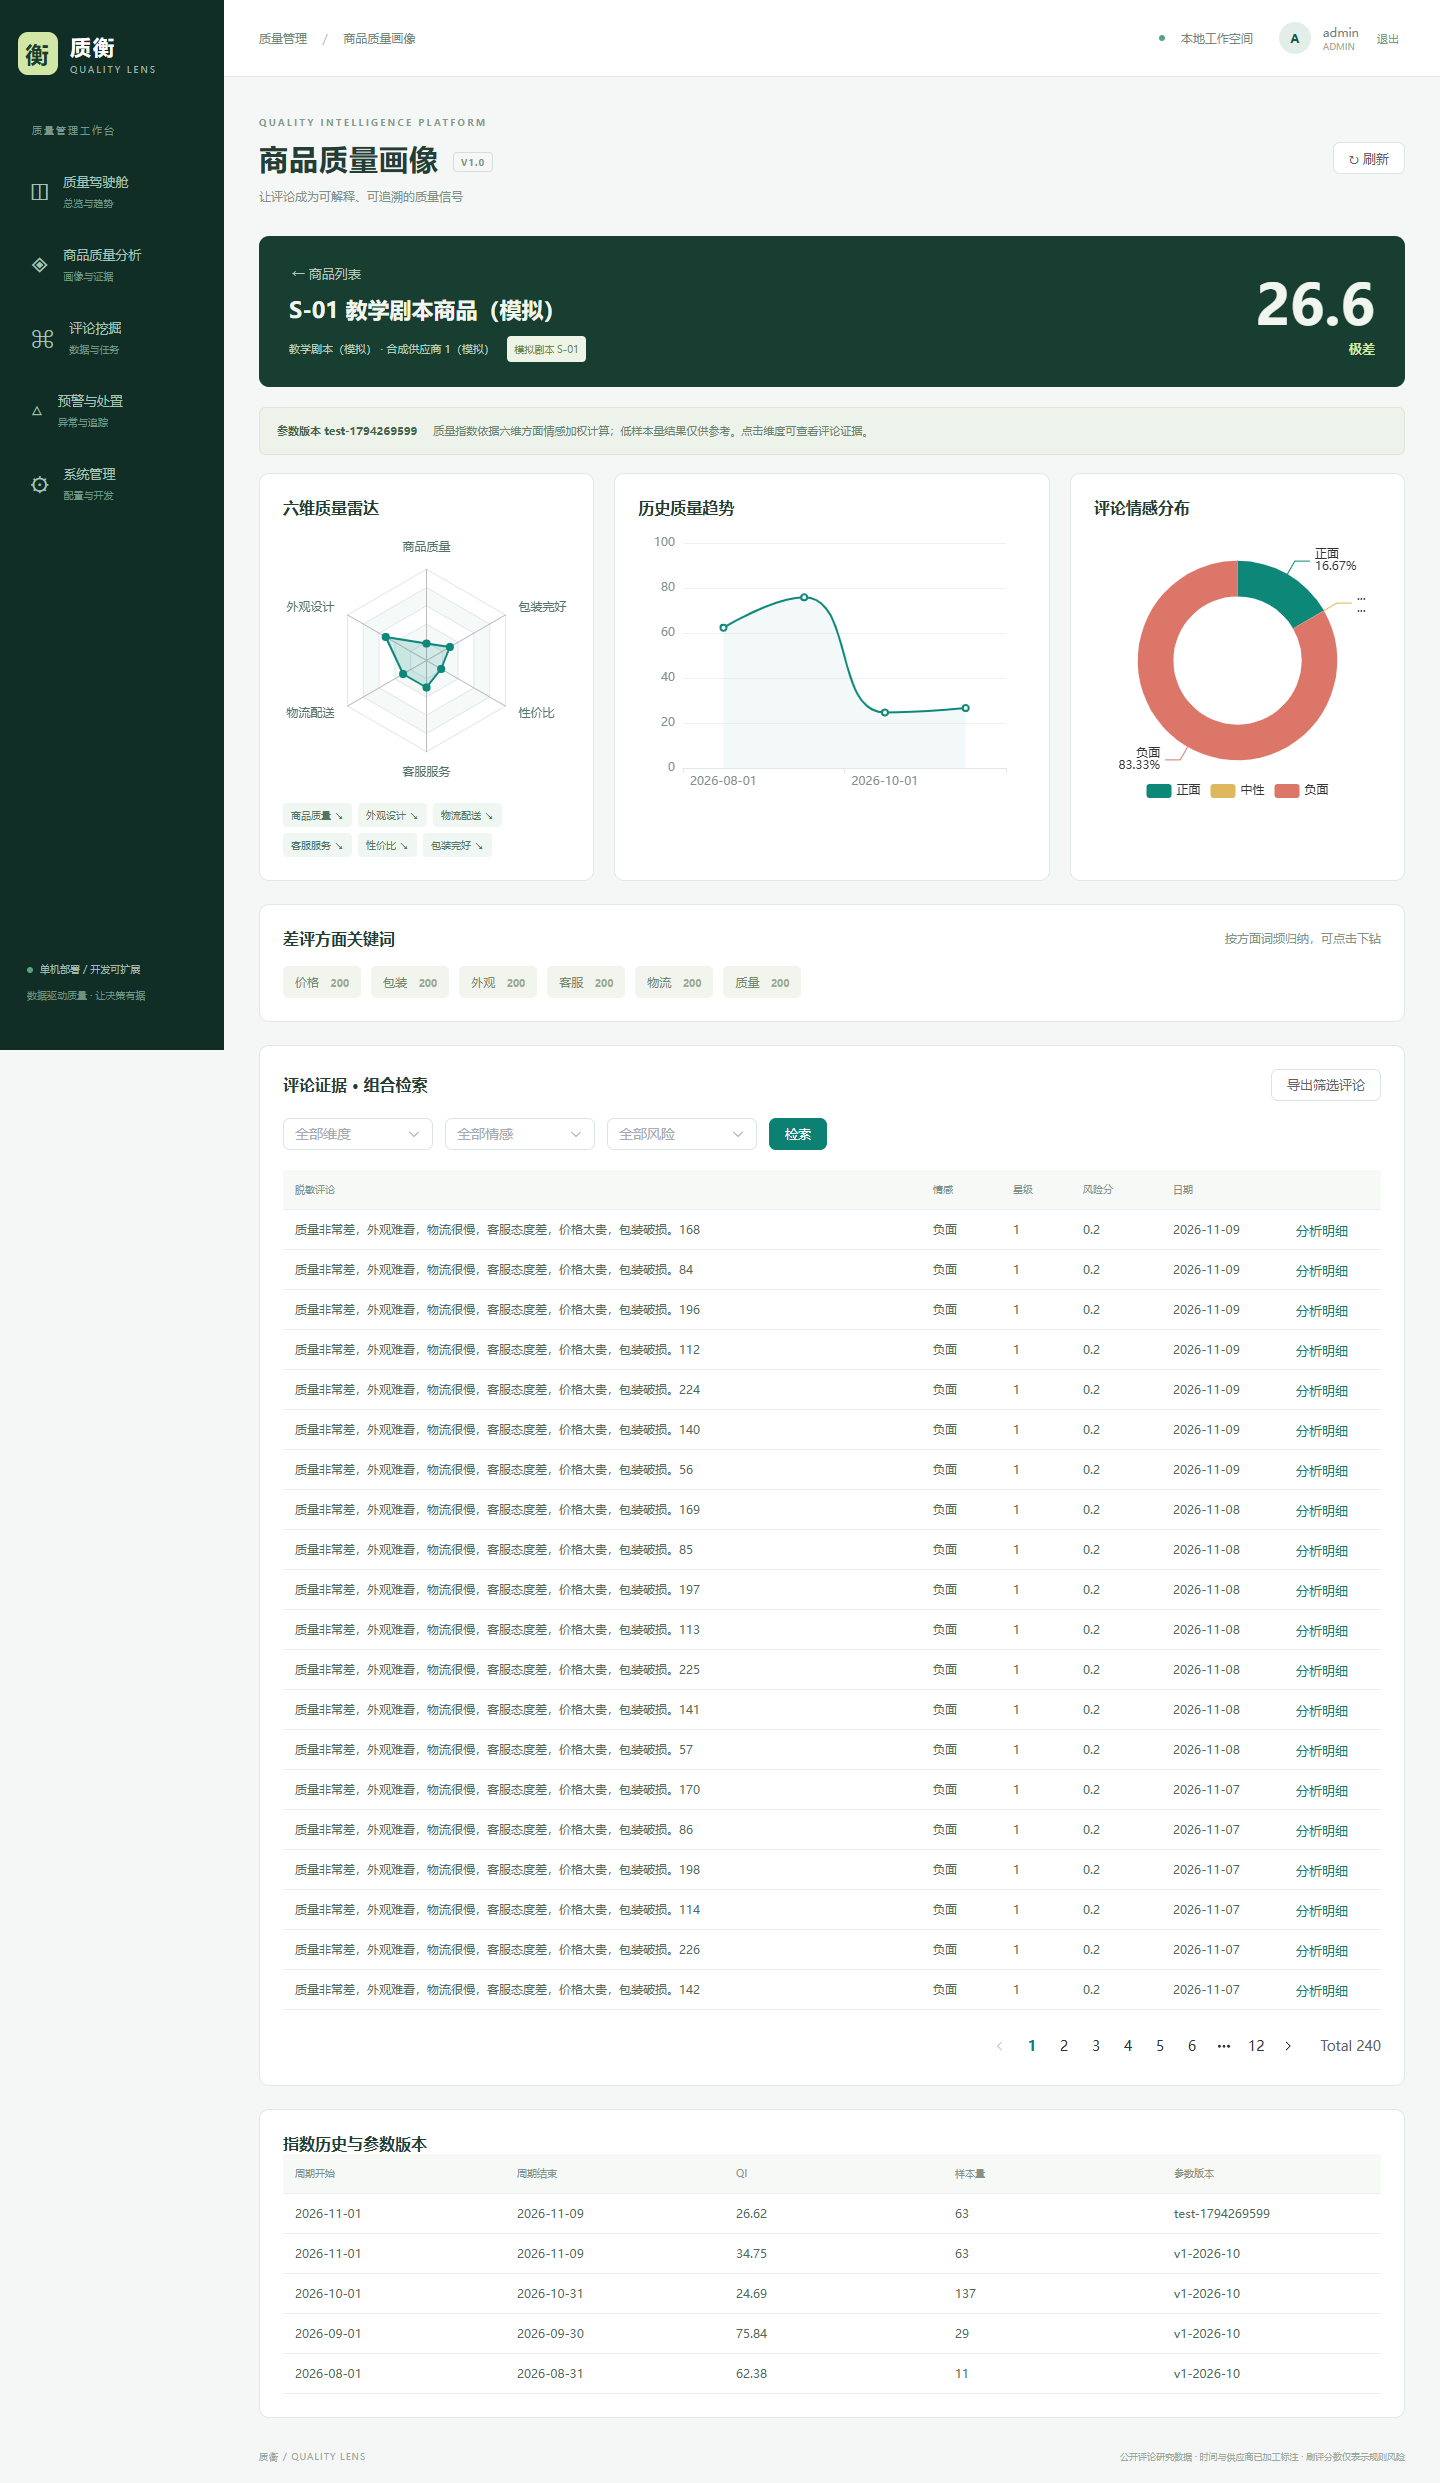 衡 质衡
QUALITY LENS
质量管理工作台
质量驾驶舱
总览与趋势
商品质量分析
画像与证据
评论挖掘
数据与任务
预警与处置
异常与追踪
系统管理
配置与开发
单机部署 / 开发可扩展
数据驱动质量 · 让决策有据
质量管理 / 商品质量画像
本地工作空间 A admin 退出
ADMIN
QUALITY INTELLIGENCE PLATFORM
商品质量画像 V1.0
让评论成为可解释、可追溯的质量信号
↻ 刷新
← 商品列表
S-01 教学剧本商品（模拟）
教学剧本（模拟） · 合成供应商 1（模拟） 模拟剧本 S-01
26.6
极差
参数版本 test-1794269599 质量指数依据六维方面情感加权计算；低样本量结果仅供参考。点击维度可查看评论证据。
六维质量雷达
商品质量
外观设计
包装完好
物流配送
性价比
客服服务
商品质量 ↘ 外观设计 ↘ 物流配送 ↘
客服服务 ↘ 性价比 ↘ 包装完好 ↘
历史质量趋势
100
80
60
40
20
0
2026-08-01 2026-10-01
评论情感分布
正面
16.67%
...
...
负面
83.33%
正面 中性 负面
差评方面关键词
按方面词频归纳，可点击下钻
价格 200 包装 200 外观 200 客服 200 物流 200 质量 200
评论证据 • 组合检索
导出筛选评论
全部维度 全部情感 全部风险 检索
脱敏评论 情感 星级 风险分 日期
质量非常差，外观难看，物流很慢，客服态度差，价格太贵，包装破损。168 负面 1 0.2 2026-11-09 分析明细
质量非常差，外观难看，物流很慢，客服态度差，价格太贵，包装破损。84 负面 1 0.2 2026-11-09 分析明细
质量非常差，外观难看，物流很慢，客服态度差，价格太贵，包装破损。196 负面 1 0.2 2026-11-09 分析明细
质量非常差，外观难看，物流很慢，客服态度差，价格太贵，包装破损。112 负面 1 0.2 2026-11-09 分析明细
质量非常差，外观难看，物流很慢，客服态度差，价格太贵，包装破损。224 负面 1 0.2 2026-11-09 分析明细
质量非常差，外观难看，物流很慢，客服态度差，价格太贵，包装破损。140 负面 1 0.2 2026-11-09 分析明细
质量非常差，外观难看，物流很慢，客服态度差，价格太贵，包装破损。56 负面 1 0.2 2026-11-09 分析明细
质量非常差，外观难看，物流很慢，客服态度差，价格太贵，包装破损。169 负面 1 0.2 2026-11-08 分析明细
质量非常差，外观难看，物流很慢，客服态度差，价格太贵，包装破损。85 负面 1 0.2 2026-11-08 分析明细
质量非常差，外观难看，物流很慢，客服态度差，价格太贵，包装破损。197 负面 1 0.2 2026-11-08 分析明细
质量非常差，外观难看，物流很慢，客服态度差，价格太贵，包装破损。113 负面 1 0.2 2026-11-08 分析明细
质量非常差，外观难看，物流很慢，客服态度差，价格太贵，包装破损。225 负面 1 0.2 2026-11-08 分析明细
质量非常差，外观难看，物流很慢，客服态度差，价格太贵，包装破损。141 负面 1 0.2 2026-11-08 分析明细
质量非常差，外观难看，物流很慢，客服态度差，价格太贵，包装破损。57 负面 1 0.2 2026-11-08 分析明细
质量非常差，外观难看，物流很慢，客服态度差，价格太贵，包装破损。170 负面 1 0.2 2026-11-07 分析明细
质量非常差，外观难看，物流很慢，客服态度差，价格太贵，包装破损。86 负面 1 0.2 2026-11-07 分析明细
质量非常差，外观难看，物流很慢，客服态度差，价格太贵，包装破损。198 负面 1 0.2 2026-11-07 分析明细
质量非常差，外观难看，物流很慢，客服态度差，价格太贵，包装破损。114 负面 1 0.2 2026-11-07 分析明细
质量非常差，外观难看，物流很慢，客服态度差，价格太贵，包装破损。226 负面 1 0.2 2026-11-07 分析明细
质量非常差，外观难看，物流很慢，客服态度差，价格太贵，包装破损。142 负面 1 0.2 2026-11-07 分析明细
1 2 3 4 5 6 ••• 12 Total 240
指数历史与参数版本
周期开始 周期结束 QI 样本量 参数版本
2026-11-01 2026-11-09 26.62 63 test-1794269599
2026-11-01 2026-11-09 34.75 63 v1-2026-10
2026-10-01 2026-10-31 24.69 137 v1-2026-10
2026-09-01 2026-09-30 75.84 29 v1-2026-10
2026-08-01 2026-08-31 62.38 11 v1-2026-10
质衡 / QUALITY LENS
公开评论研究数据 · 时间与供应商已加工标注 · 刷评分数仅表示规则风险